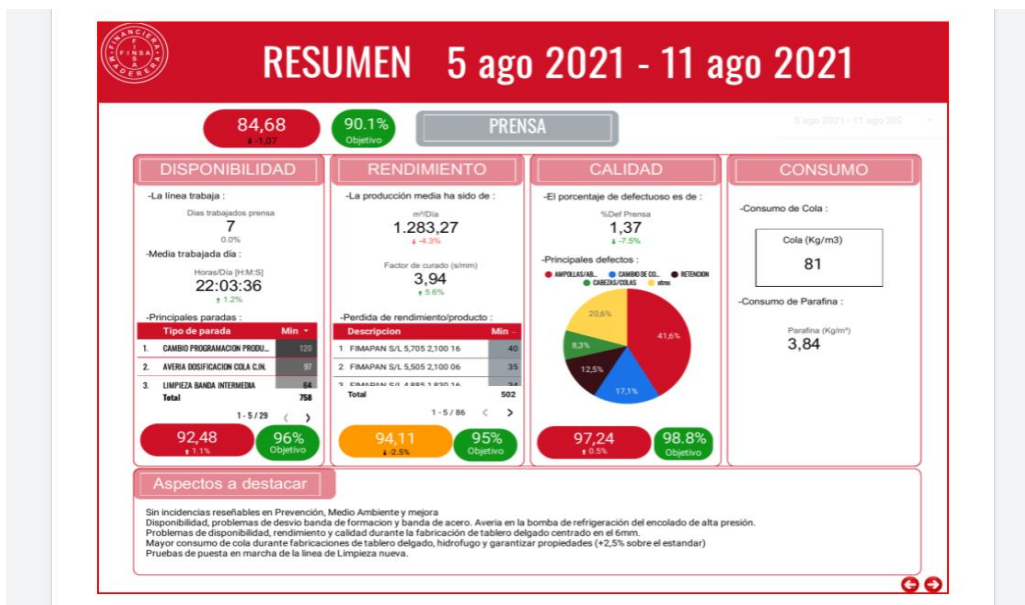 FINANCIERA MADERERA
FINSA
FINSA
RESUMEN 5 ago 2021 - 11 ago 2021
84,68
-1,07
90.1%
Objetivo
PRENSA
5 ago 2021 - 11 ago 202
DISPONIBILIDAD
-La línea trabaja :
Dias trabajados prensa
7
0.0%
-Media trabajada día :
Horas/Día [H:M:S]
22:03:36
1.2%
-Principales paradas :
Tipo de parada Min
1. CAMBIO PROGRAMACION PRODU... 120
2. AVERIA DOSIFICACION COLA C.IN. 97
3. LIMPIEZA BANDA INTERMEDIA 64
Total 758
1 - 5 / 29
92,48
1.1%
96%
Objetivo
RENDIMIENTO
-La producción media ha sido de :
m³/Día
1.283,27
-4.3%
Factor de curado (s/mm)
3,94
5.6%
-Perdida de rendimiento/producto :
Descripcion Min
1 FIMAPAN S/L 5,705 2,100 16 40
2 FIMAPAN S/L 5,505 2,100 06 35
3 FIMAPAN S/L 4,885 1,830 16 34
Total 502
1 - 5 / 86
94,11
-2.5%
95%
Objetivo
CALIDAD
-El porcentaje de defectuoso es de :
%Def Prensa
1,37
-7.5%
-Principales defectos :
AMPOLLAS/AB... CAMBIO DE CO... RETENCION
CABEZAS/COLAS otros
20,6%
41,6%
8,3%
12,5%
17,1%
97,24
0.5%
98.8%
Objetivo
CONSUMO
-Consumo de Cola :
Cola (Kg/m3)
81
-Consumo de Parafina :
Parafina (Kg/m³)
3,84
Aspectos a destacar
Sin incidencias reseñables en Prevención, Medio Ambiente y mejora
Disponibilidad, problemas de desvio banda de formacion y banda de acero. Averia en la bomba de refrigeración del encolado de alta presión.
Problemas de disponibilidad, rendimiento y calidad durante la fabricación de tablero delgado centrado en el 6mm.
Mayor consumo de cola durante fabricaciones de tablero delgado, hidrofugo y garantizar propiedades (+2,5% sobre el estandar)
Pruebas de puesta en marcha de la linea de Limpieza nueva.